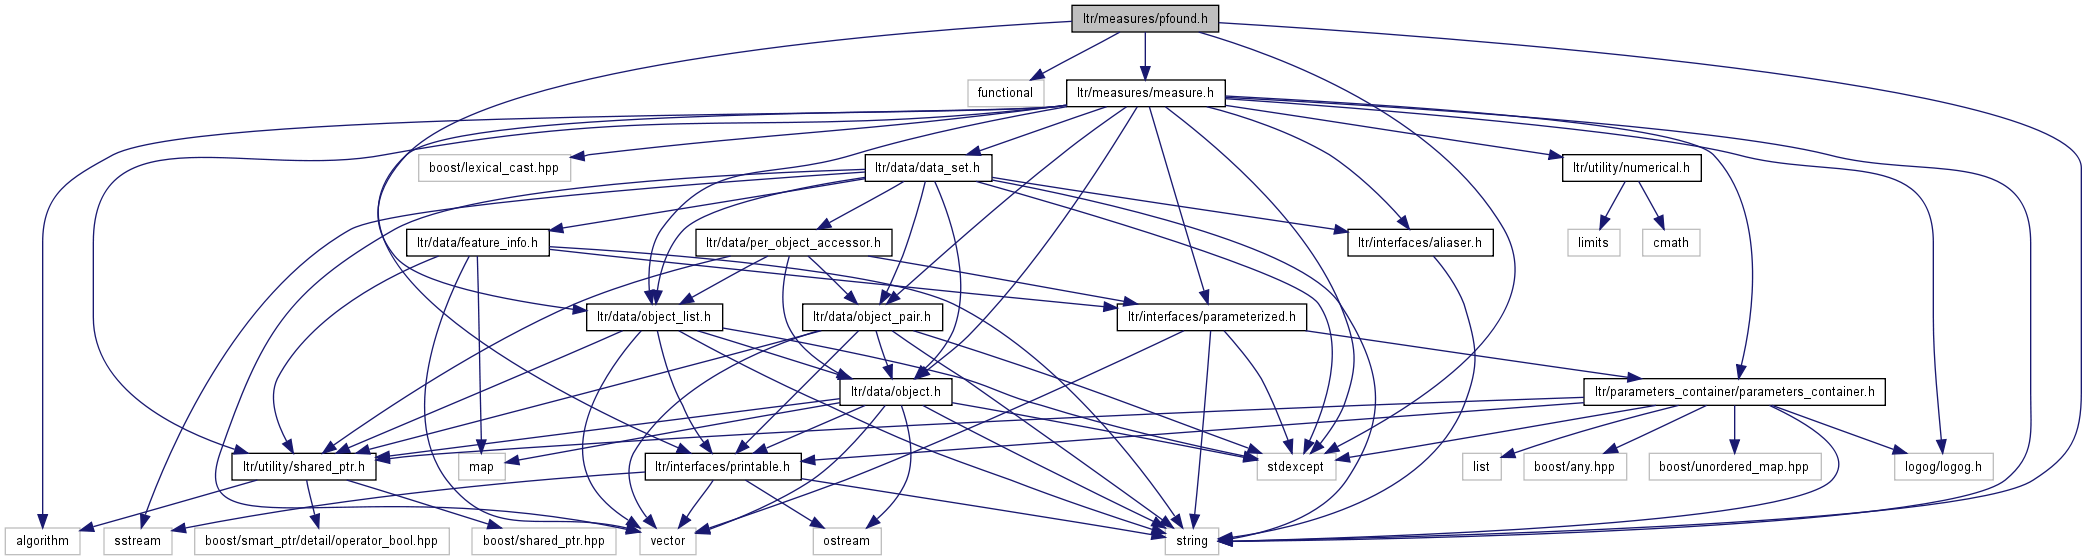 ltr/measures/pfound.h
functional
ltr/measures/measure.h
boost/lexical_cast.hpp
ltr/data/data_set.h
ltr/utility/numerical.h
ltr/data/feature_info.h
ltr/data/per_object_accessor.h
ltr/interfaces/aliaser.h
limits
cmath
ltr/data/object_list.h
ltr/data/object_pair.h
ltr/interfaces/parameterized.h
ltr/data/object.h
ltr/parameters_container/parameters_container.h
ltr/utility/shared_ptr.h
map
ltr/interfaces/printable.h
stdexcept
list
boost/any.hpp
boost/unordered_map.hpp
logog/logog.h
algorithm
sstream
boost/smart_ptr/detail/operator_bool.hpp
boost/shared_ptr.hpp
vector
ostream
string